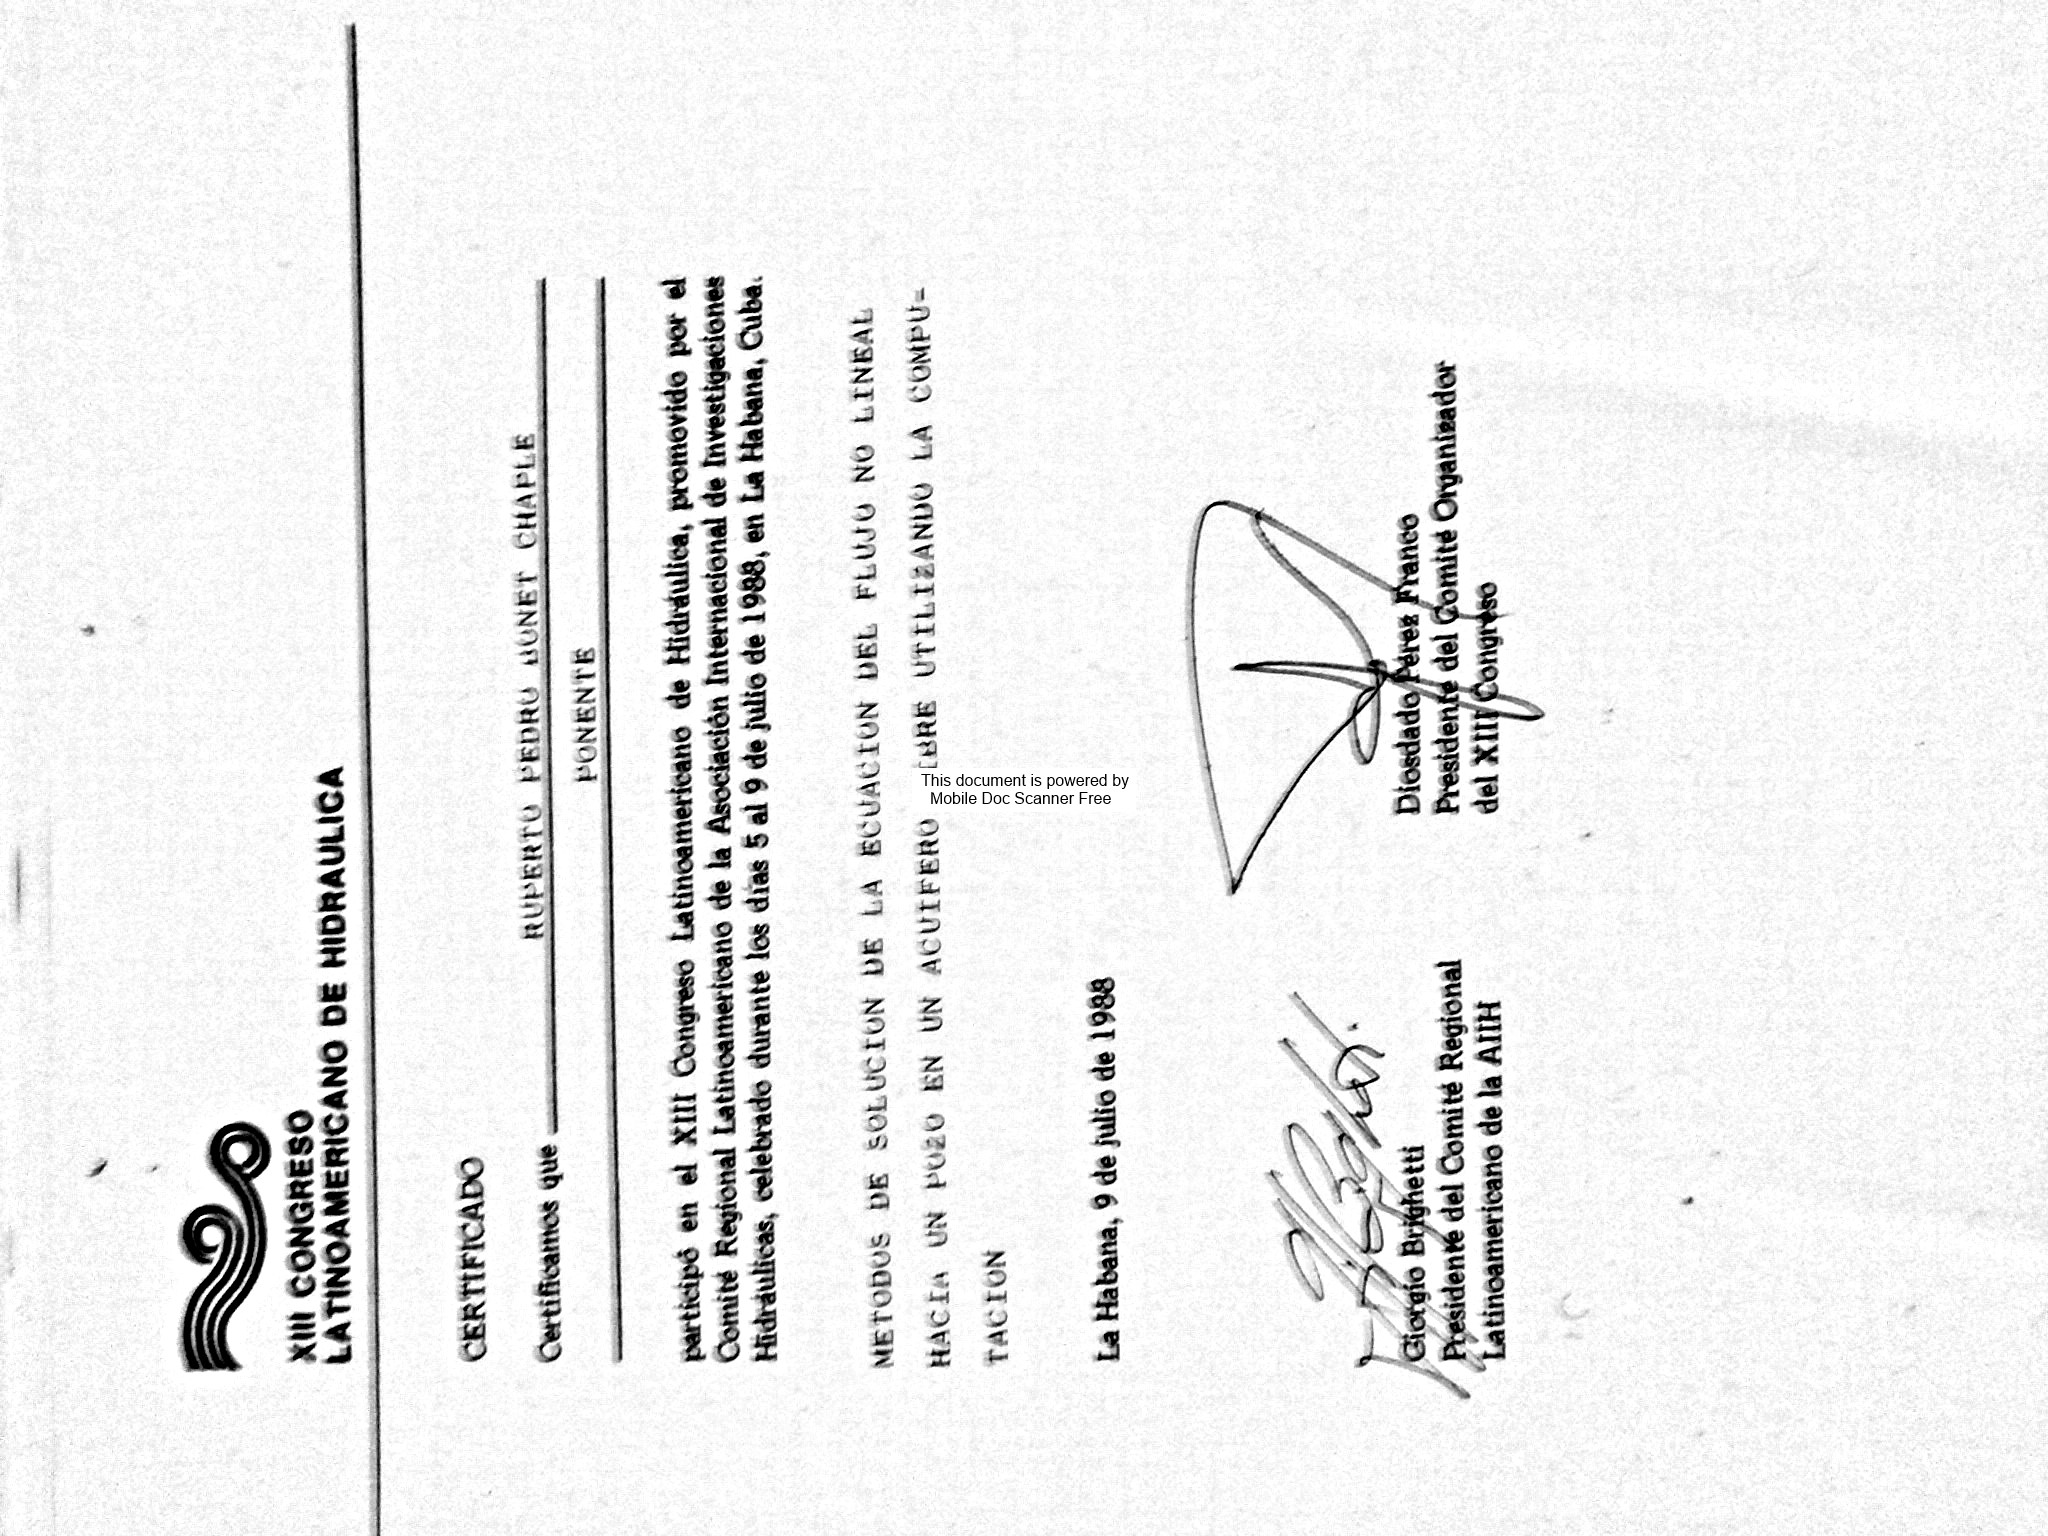 XIII CONGRESO
LATINOAMERICANO DE HIDRAULICA
CERTIFICADO
Certificamos que RUPERTO PEDRO BONET CHAPLE
PONENTE
participó en el XIII Congreso Latinoamericano de Hidráulica, promovido por el
Comité Regional Latinoamericano de la Asociación Internacional de Investigaciones
Hidráulicas, celebrado durante los días 5 al 9 de julio de 1988, en La Habana, Cuba.
METODOS DE SOLUCION DE LA ECUACION DEL FLUJO NO LINEAL
HACIA UN POZO EN UN ACUIFERO LIBRE UTILIZANDO LA COMPU=
TACION
This document is powered by
Mobile Doc Scanner Free
La Habana, 9 de julio de 1988
Giorgio Brighetti
Presidente del Comité Regional
Latinoamericano de la AIIH
Diosdado Pérez Franco
Presidente del Comité Organizador
del XIII Congreso